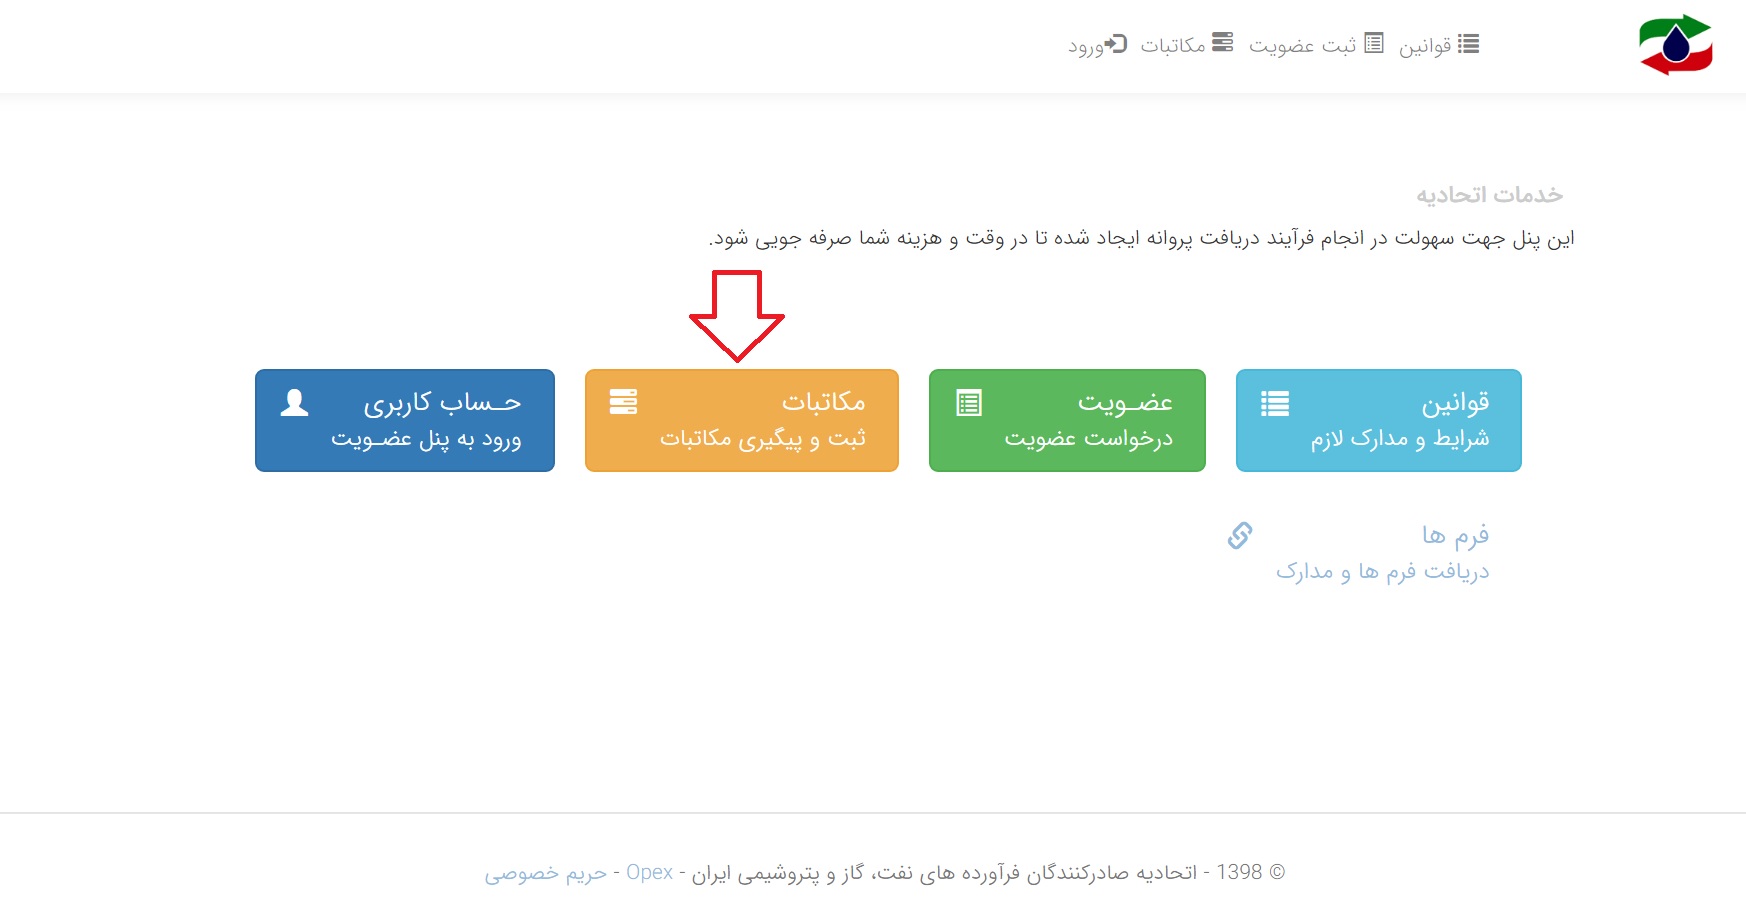 قوانین
ثبت عضویت
مکاتبات
ورود
خدمات اتحادیه
این پنل جهت سهولت در انجام فرآیند دریافت پروانه ایجاد شده تا در وقت و هزینه شما صرفه جویی شود.
قوانین
شرایط و مدارک لازم
عضـویت
درخواست عضویت
مکاتبات
ثبت و پیگیری مکاتبات
حـساب کاربری
ورود به پنل عضـویت
فرم ها
دریافت فرم ها و مدارک
© 1398 - اتحادیه صادرکنندگان فرآورده های نفت، گاز و پتروشیمی ایران - Opex - حریم خصوصی